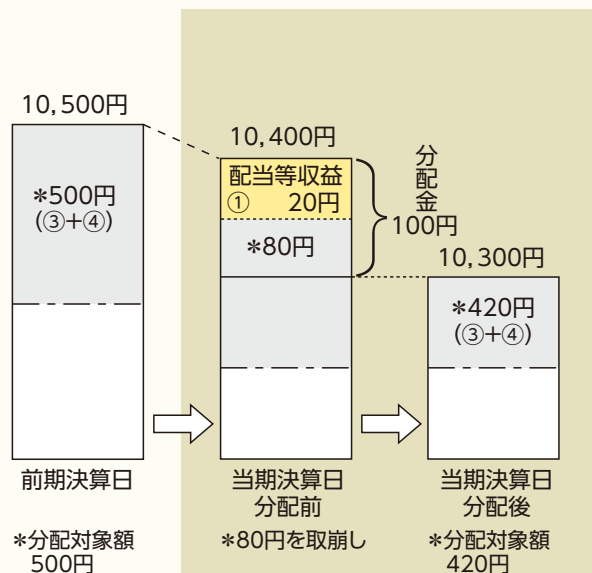 10,500円
*500円
(③+④)
前期決算日
*分配対象額
500円
10,400円
配当等収益
① 20円
*80円
分配金
100円
当期決算日
分配前
*80円を取崩し
10,300円
*420円
(③+④)
当期決算日
分配後
*分配対象額
420円